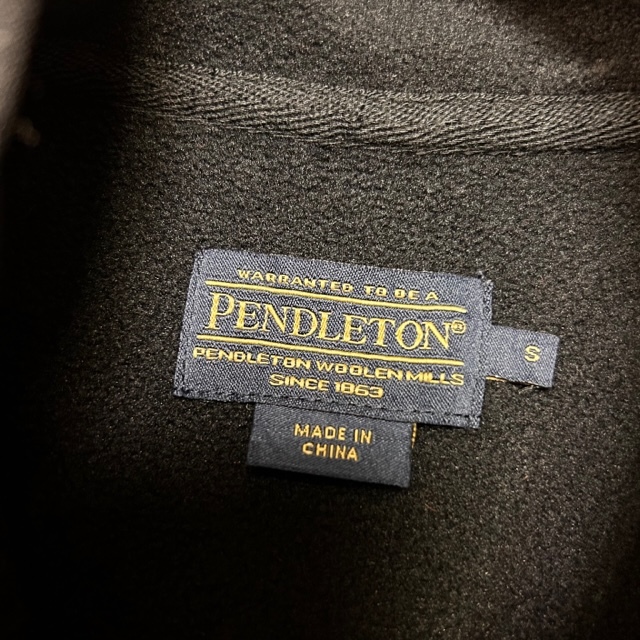 WARRANTED TO BE A
PENDLETON®
PENDLETON WOOLEN MILLS
SINCE 1863
S
MADE IN
CHINA